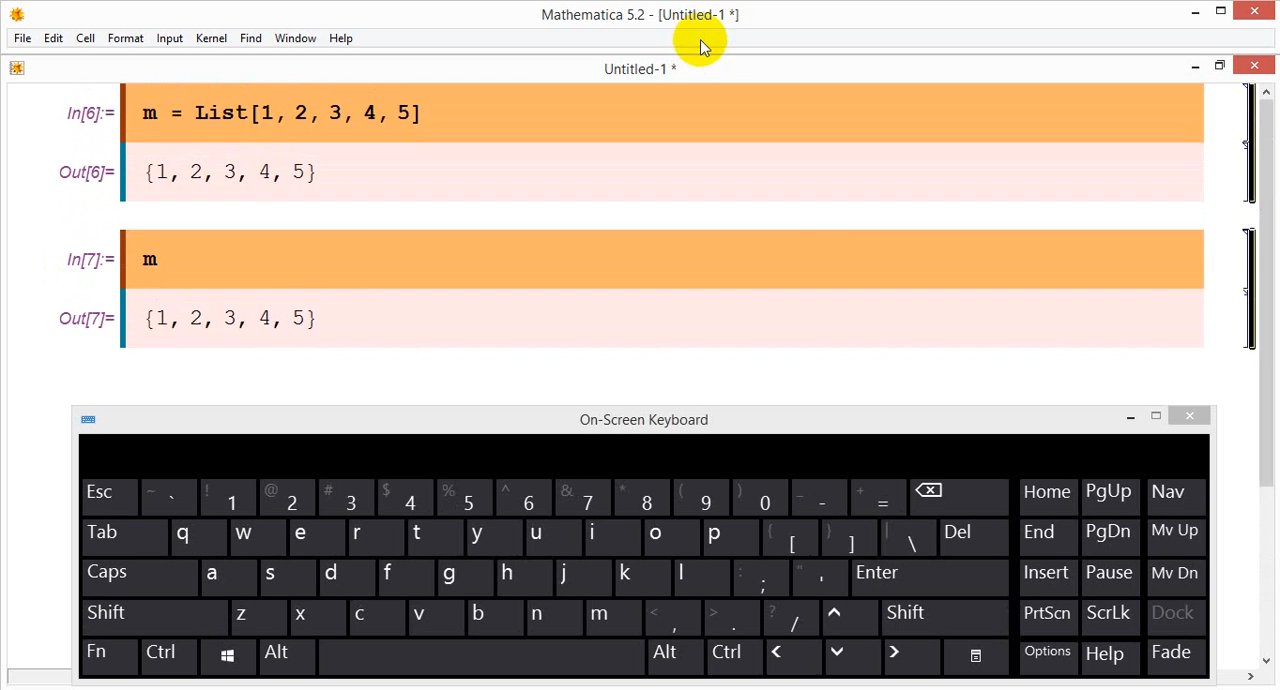 Mathematica 5.2 - [Untitled-1 *]
File Edit Cell Format Input Kernel Find Window Help
Untitled-1 *
In[6]:= m = List[1, 2, 3, 4, 5]
Out[6]= {1, 2, 3, 4, 5}
In[7]:= m
Out[7]= {1, 2, 3, 4, 5}
On-Screen Keyboard
Esc ~ ` ! 1 @ 2 # 3 $ 4 % 5 ^ 6 & 7 * 8 ( 9 ) 0 _ - + = Home PgUp Nav
Tab q w e r t y u i o p { [ } ] | \ Del End PgDn Mv Up
Caps a s d f g h j k l : ; " ' Enter Insert Pause Mv Dn
Shift z x c v b n m < , > . ? / Shift PrtScn ScrLk Dock
Fn Ctrl Alt Alt Ctrl Options Help Fade